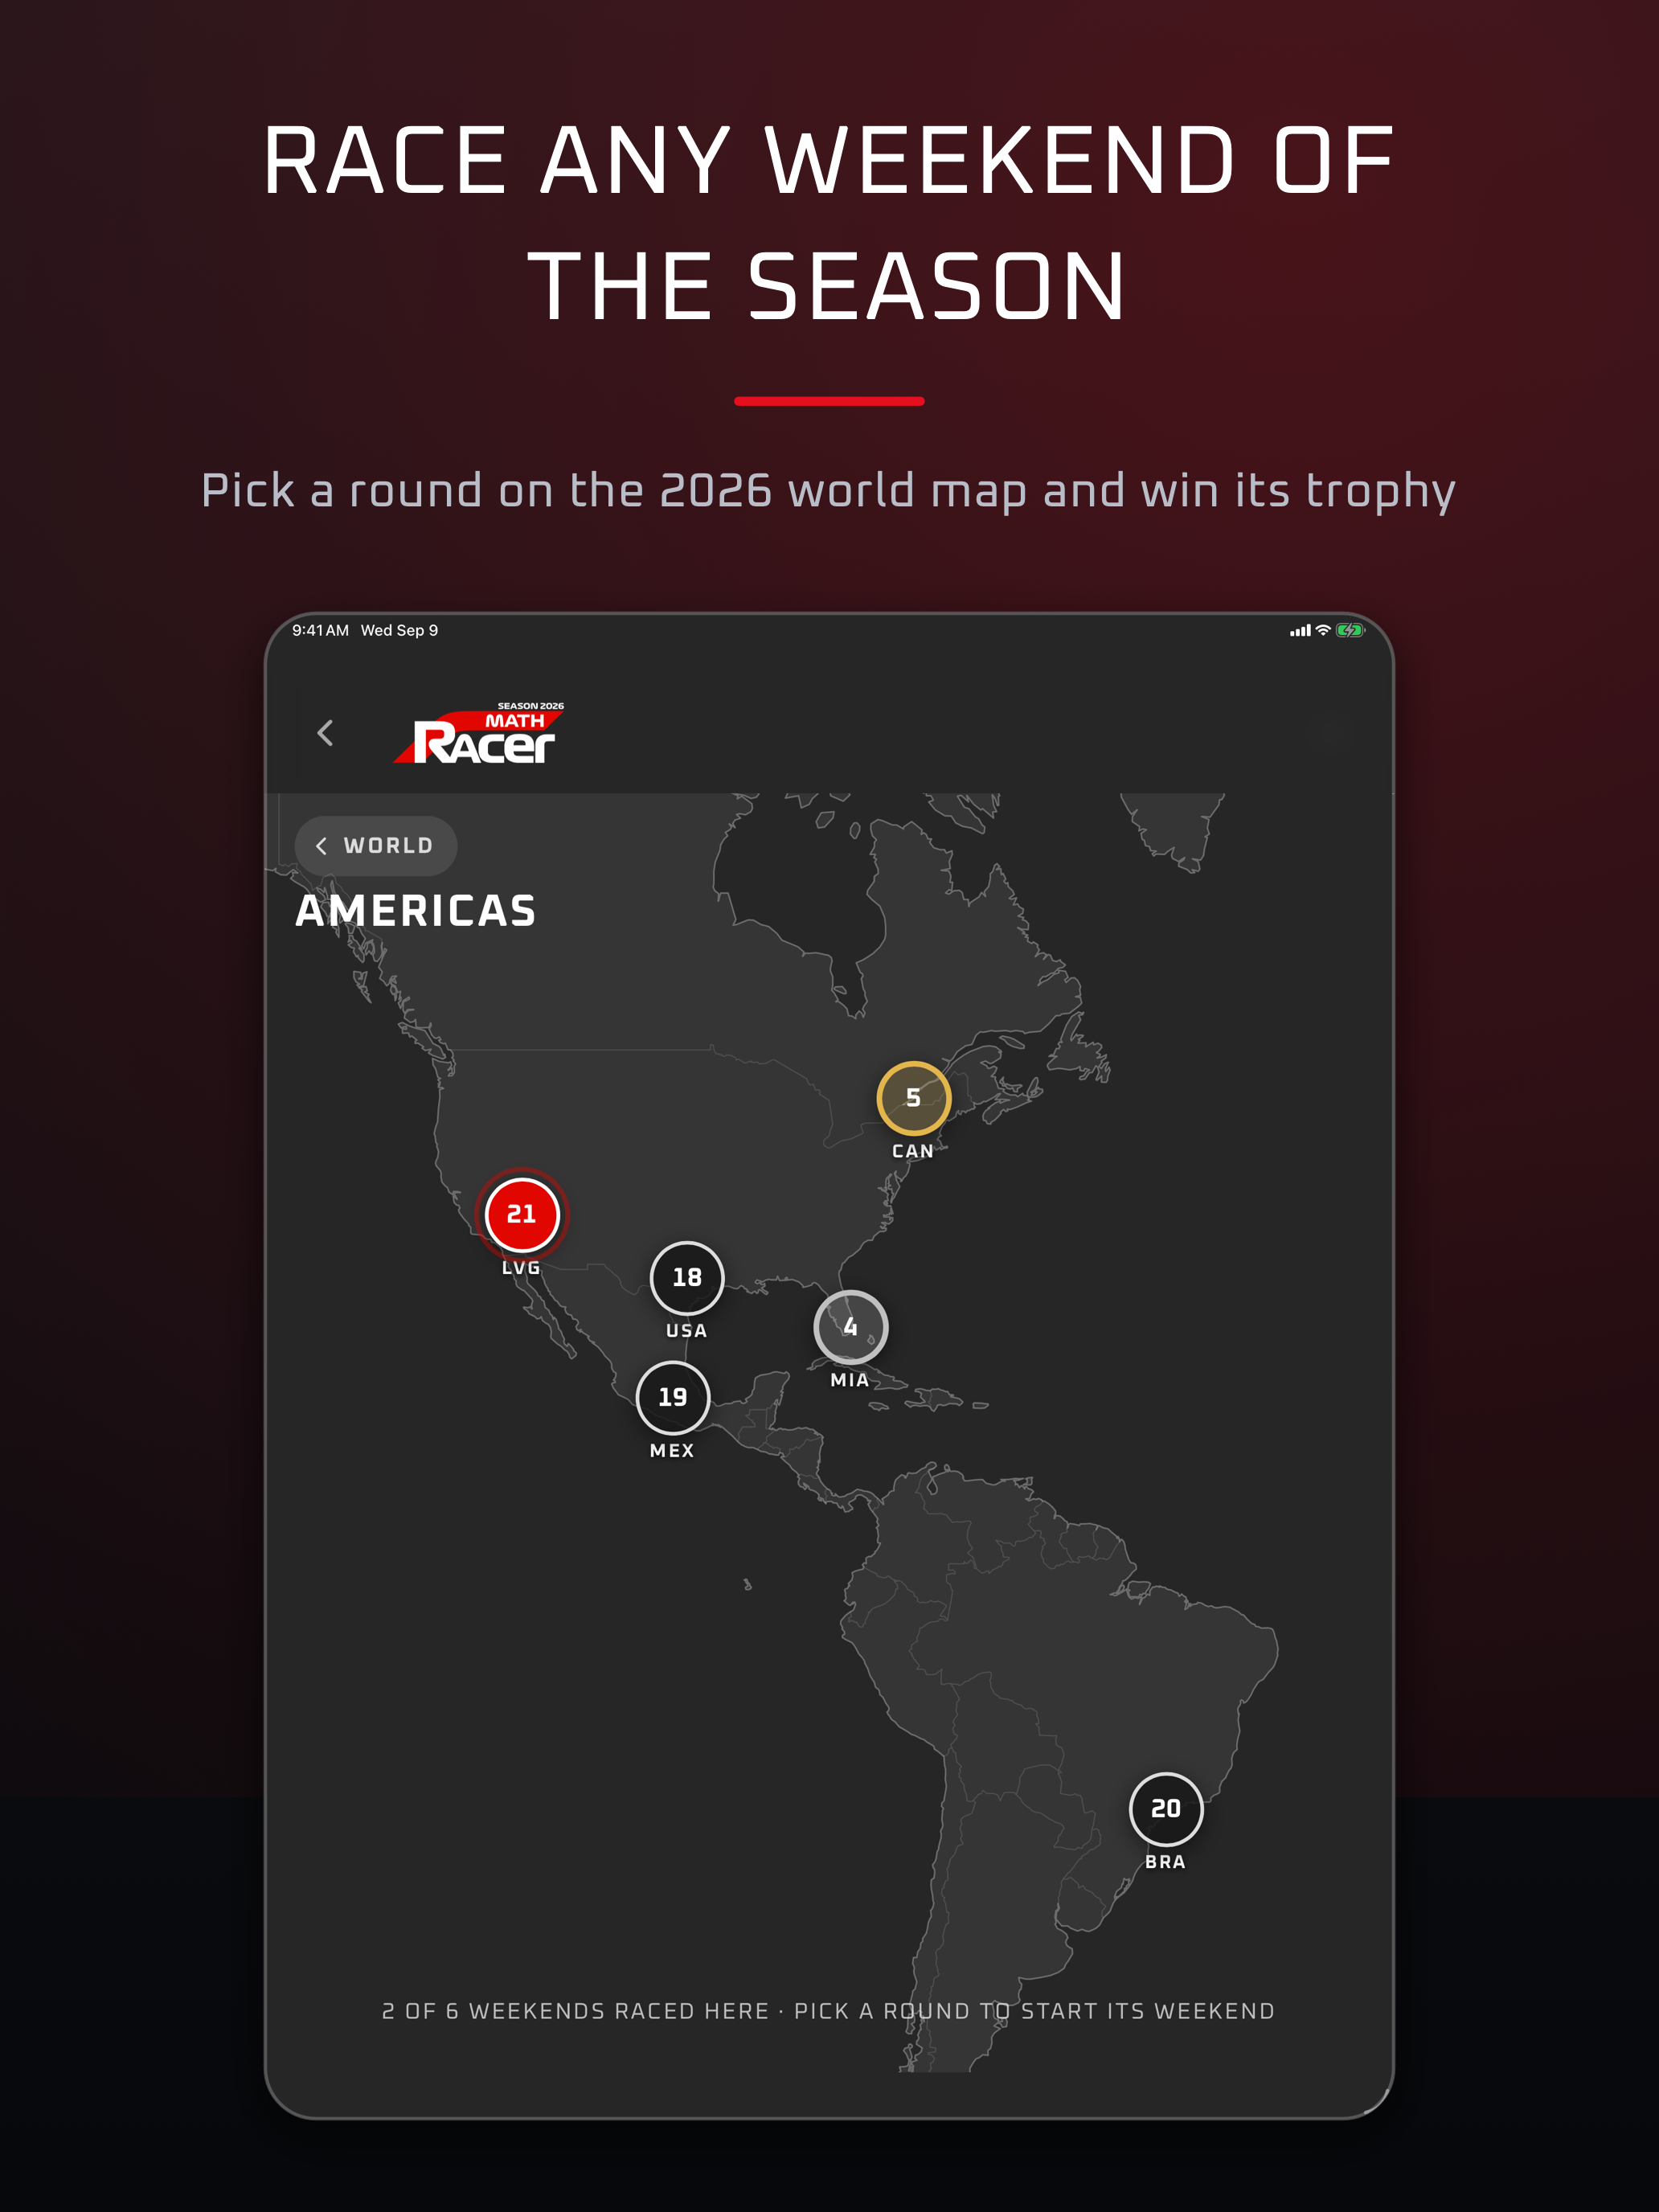 RACE ANY WEEKEND OF
THE SEASON
Pick a round on the 2026 world map and win its trophy
9:41 AM Wed Sep 9
SEASON 2026
MATH
RACER
WORLD
AMERICAS
5
CAN
21
LVG
18
USA
4
MIA
19
MEX
20
BRA
2 OF 6 WEEKENDS RACED HERE · PICK A ROUND TO START ITS WEEKEND